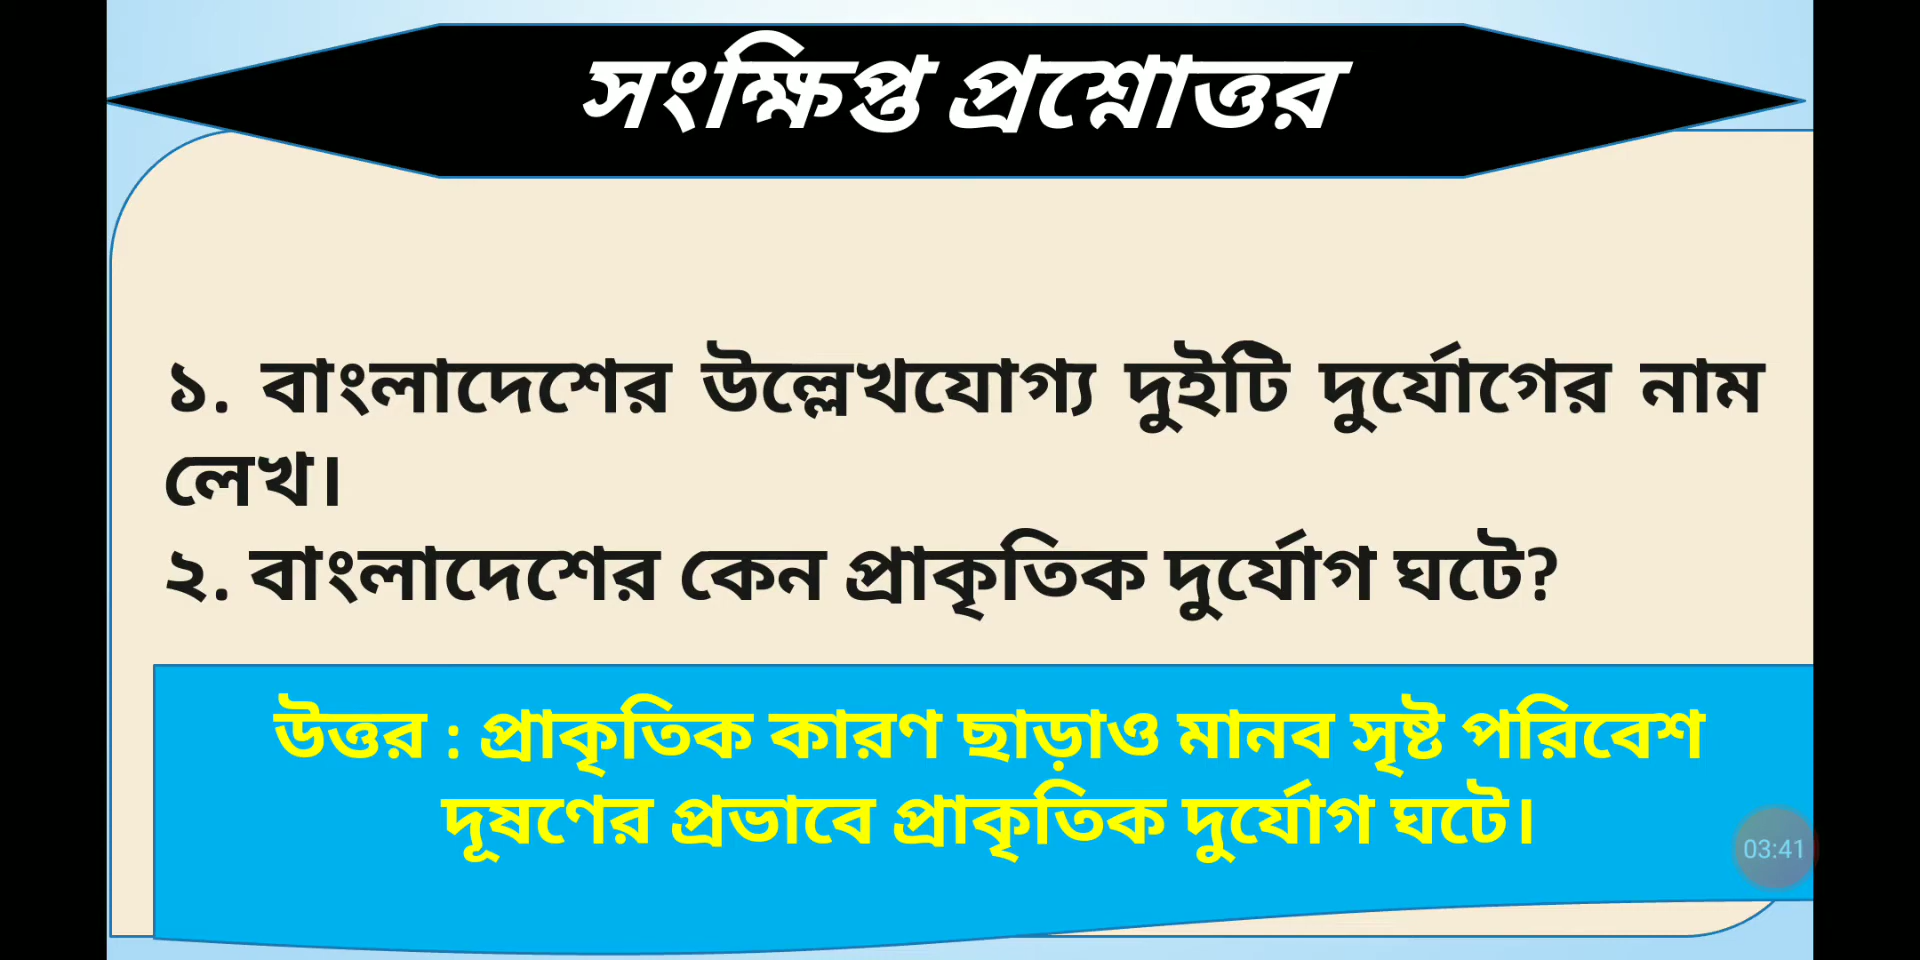 সংক্ষিপ্ত প্রশ্নোত্তর
১. বাংলাদেশের উল্লেখযোগ্য দুইটি দুর্যোগের নাম
লেখ।
২. বাংলাদেশের কেন প্রাকৃতিক দুর্যোগ ঘটে?
উত্তর : প্রাকৃতিক কারণ ছাড়াও মানব সৃষ্ট পরিবেশ
দূষণের প্রভাবে প্রাকৃতিক দুর্যোগ ঘটে।
03:41